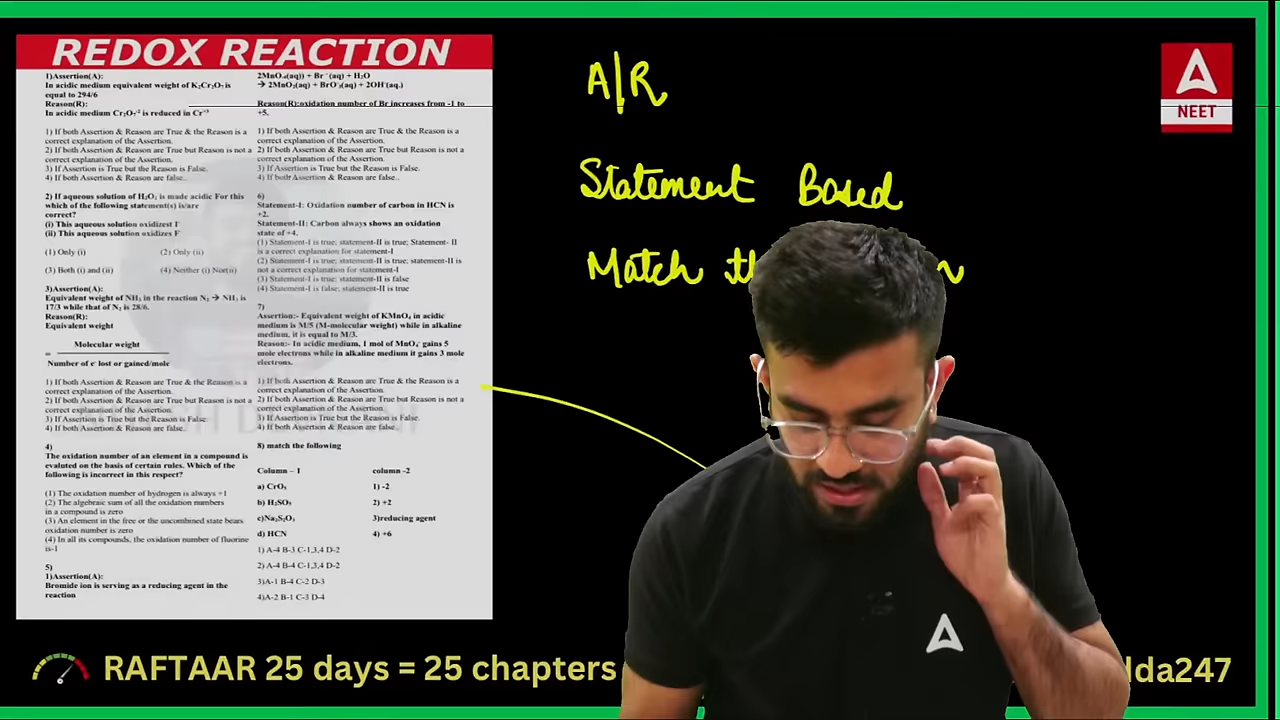 REDOX REACTION
1)Assertion(A):
In acidic medium equivalent weight of K₂Cr₂O₇ is
equal to 294/6
Reason(R):
In acidic medium Cr₂O₇⁻² is reduced in Cr⁺³
1) If both Assertion & Reason are True & the Reason is a
correct explanation of the Assertion.
2) If both Assertion & Reason are True but Reason is not a
correct explanation of the Assertion.
3) If Assertion is True but the Reason is False.
4) If both Assertion & Reason are false..
2) If aqueous solution of H₂O₂ is made acidic For this
which of the following statement(s) is/are
correct?
(i) This aqueous solution oxidizest I⁻
(ii) This aqueous solution oxidizes F⁻
(1) Only (i) (2) Only (ii)
(3) Both (i) and (ii) (4) Neither (i) Nor(ii)
3)Assertion(A):
Equivalent weight of NH₃ in the reaction N₂ → NH₃ is
17/3 while that of N₂ is 28/6.
Reason(R):
Equivalent weight
Molecular weight
=
Number of e⁻ lost or gained/mole
1) If both Assertion & Reason are True & the Reason is a
correct explanation of the Assertion.
2) If both Assertion & Reason are True but Reason is not a
correct explanation of the Assertion.
3) If Assertion is True but the Reason is False.
4) If both Assertion & Reason are false..
4)
The oxidation number of an element in a compound is
evaluted on the basis of certain rules. Which of the
following is incorrect in this respect?
(1) The oxidation number of hydrogen is always +1
(2) The algebraic sum of all the oxidation numbers
in a compound is zero
(3) An element in the free or the uncombined state bears
oxidation number is zero
(4) In all its compounds, the oxidation number of fluorine
is-1
5)
1)Assertion(A):
Bromide ion is serving as a reducing agent in the
reaction
2MnO₄(aq)) + Br⁻(aq) + H₂O
→ 2MnO₂(aq) + BrO⁻₃(aq) + 2OH⁻(aq.)
Reason(R):oxidation number of Br increases from -1 to
+5.
1) If both Assertion & Reason are True & the Reason is a
correct explanation of the Assertion.
2) If both Assertion & Reason are True but Reason is not a
correct explanation of the Assertion.
3) If Assertion is True but the Reason is False.
4) If both Assertion & Reason are false..
6)
Statement-I: Oxidation number of carbon in HCN is
+2.
Statement-II: Carbon always shows an oxidation
state of +4.
(1) Statement-I is true; statement-II is true; Statement- II
is a correct explanation for statement-I
(2) Statement-I is true; statement-II is true; statement-II is
not a correct explanation for statement-I
(3) Statement-I is true; statement-II is false
(4) Statement-I is false; statement-II is true
7)
Assertion:- Equivalent weight of KMnO₄ in acidic
medium is M/5 (M-molecular weight) while in alkaline
medium, it is equal to M/3.
Reason:- In acidic medium, 1 mol of MnO₄⁻ gains 5
mole electrons while in alkaline medium it gains 3 mole
electrons.
1) If both Assertion & Reason are True & the Reason is a
correct explanation of the Assertion.
2) If both Assertion & Reason are True but Reason is not a
correct explanation of the Assertion.
3) If Assertion is True but the Reason is False.
4) If both Assertion & Reason are false..
8) match the following
Column – 1 column -2
a) CrO₅ 1) -2
b) H₂SO₅ 2) +2
c)Na₂S₂O₃ 3)reducing agent
d) HCN 4) +6
1) A-4 B-3 C-1,3,4 D-2
2) A-4 B-4 C-1,3,4 D-2
3)A-1 B-4 C-2 D-3
4)A-2 B-1 C-3 D-4
A|R
Statement Based
Match
NEET
RAFTAAR 25 days = 25 chapters
dda247